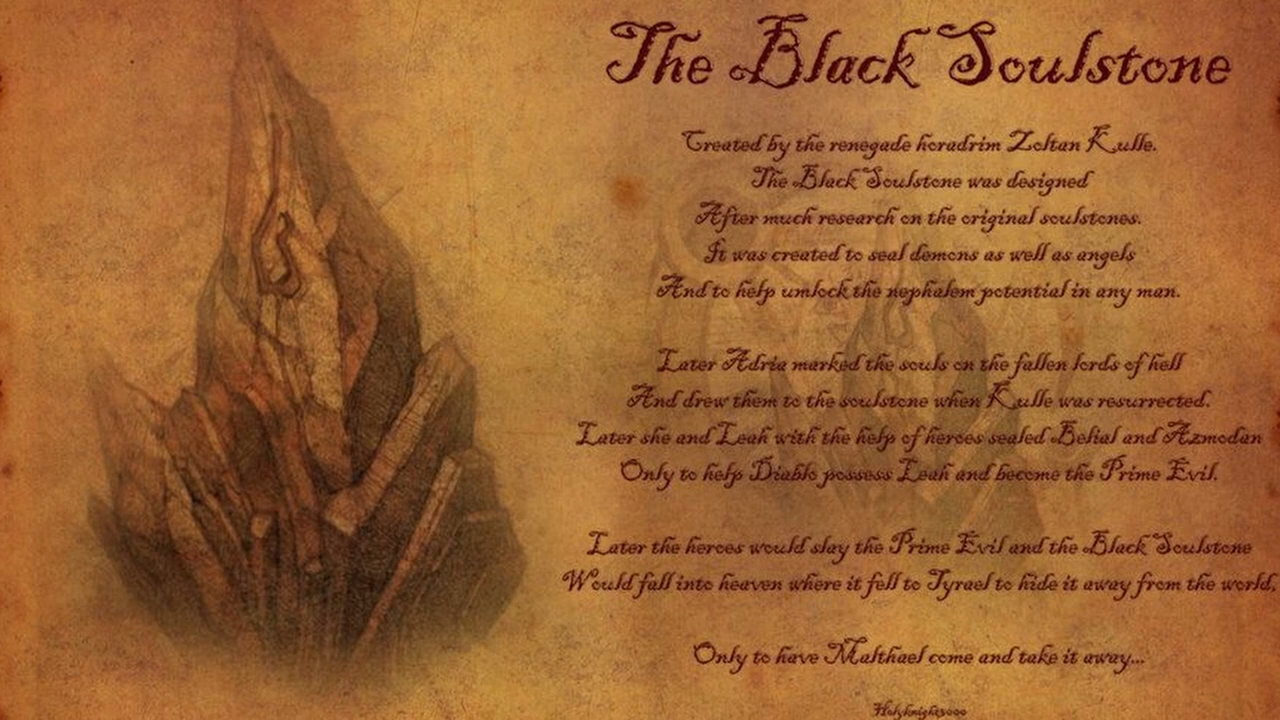 The Black Soulstone
Created by the renegade horadrim Zoltan Kulle.
The Black Soulstone was designed
After much research on the original soulstones.
It was created to seal demons as well as angels
And to help umlock the nephalem potential in any man.
Later Adria marked the souls on the fallen lords of hell
And drew them to the soulstone when Kulle was resurrected.
Later she and Leah with the help of heroes sealed Belial and Azmodan
Only to help Diablo possess Leah and become the Prime Evil.
Later the heroes would slay the Prime Evil and the Black Soulstone
Would fall into heaven where it fell to Tyrael to hide it away from the world,
Only to have Malthael come and take it away...
Holyknight3000